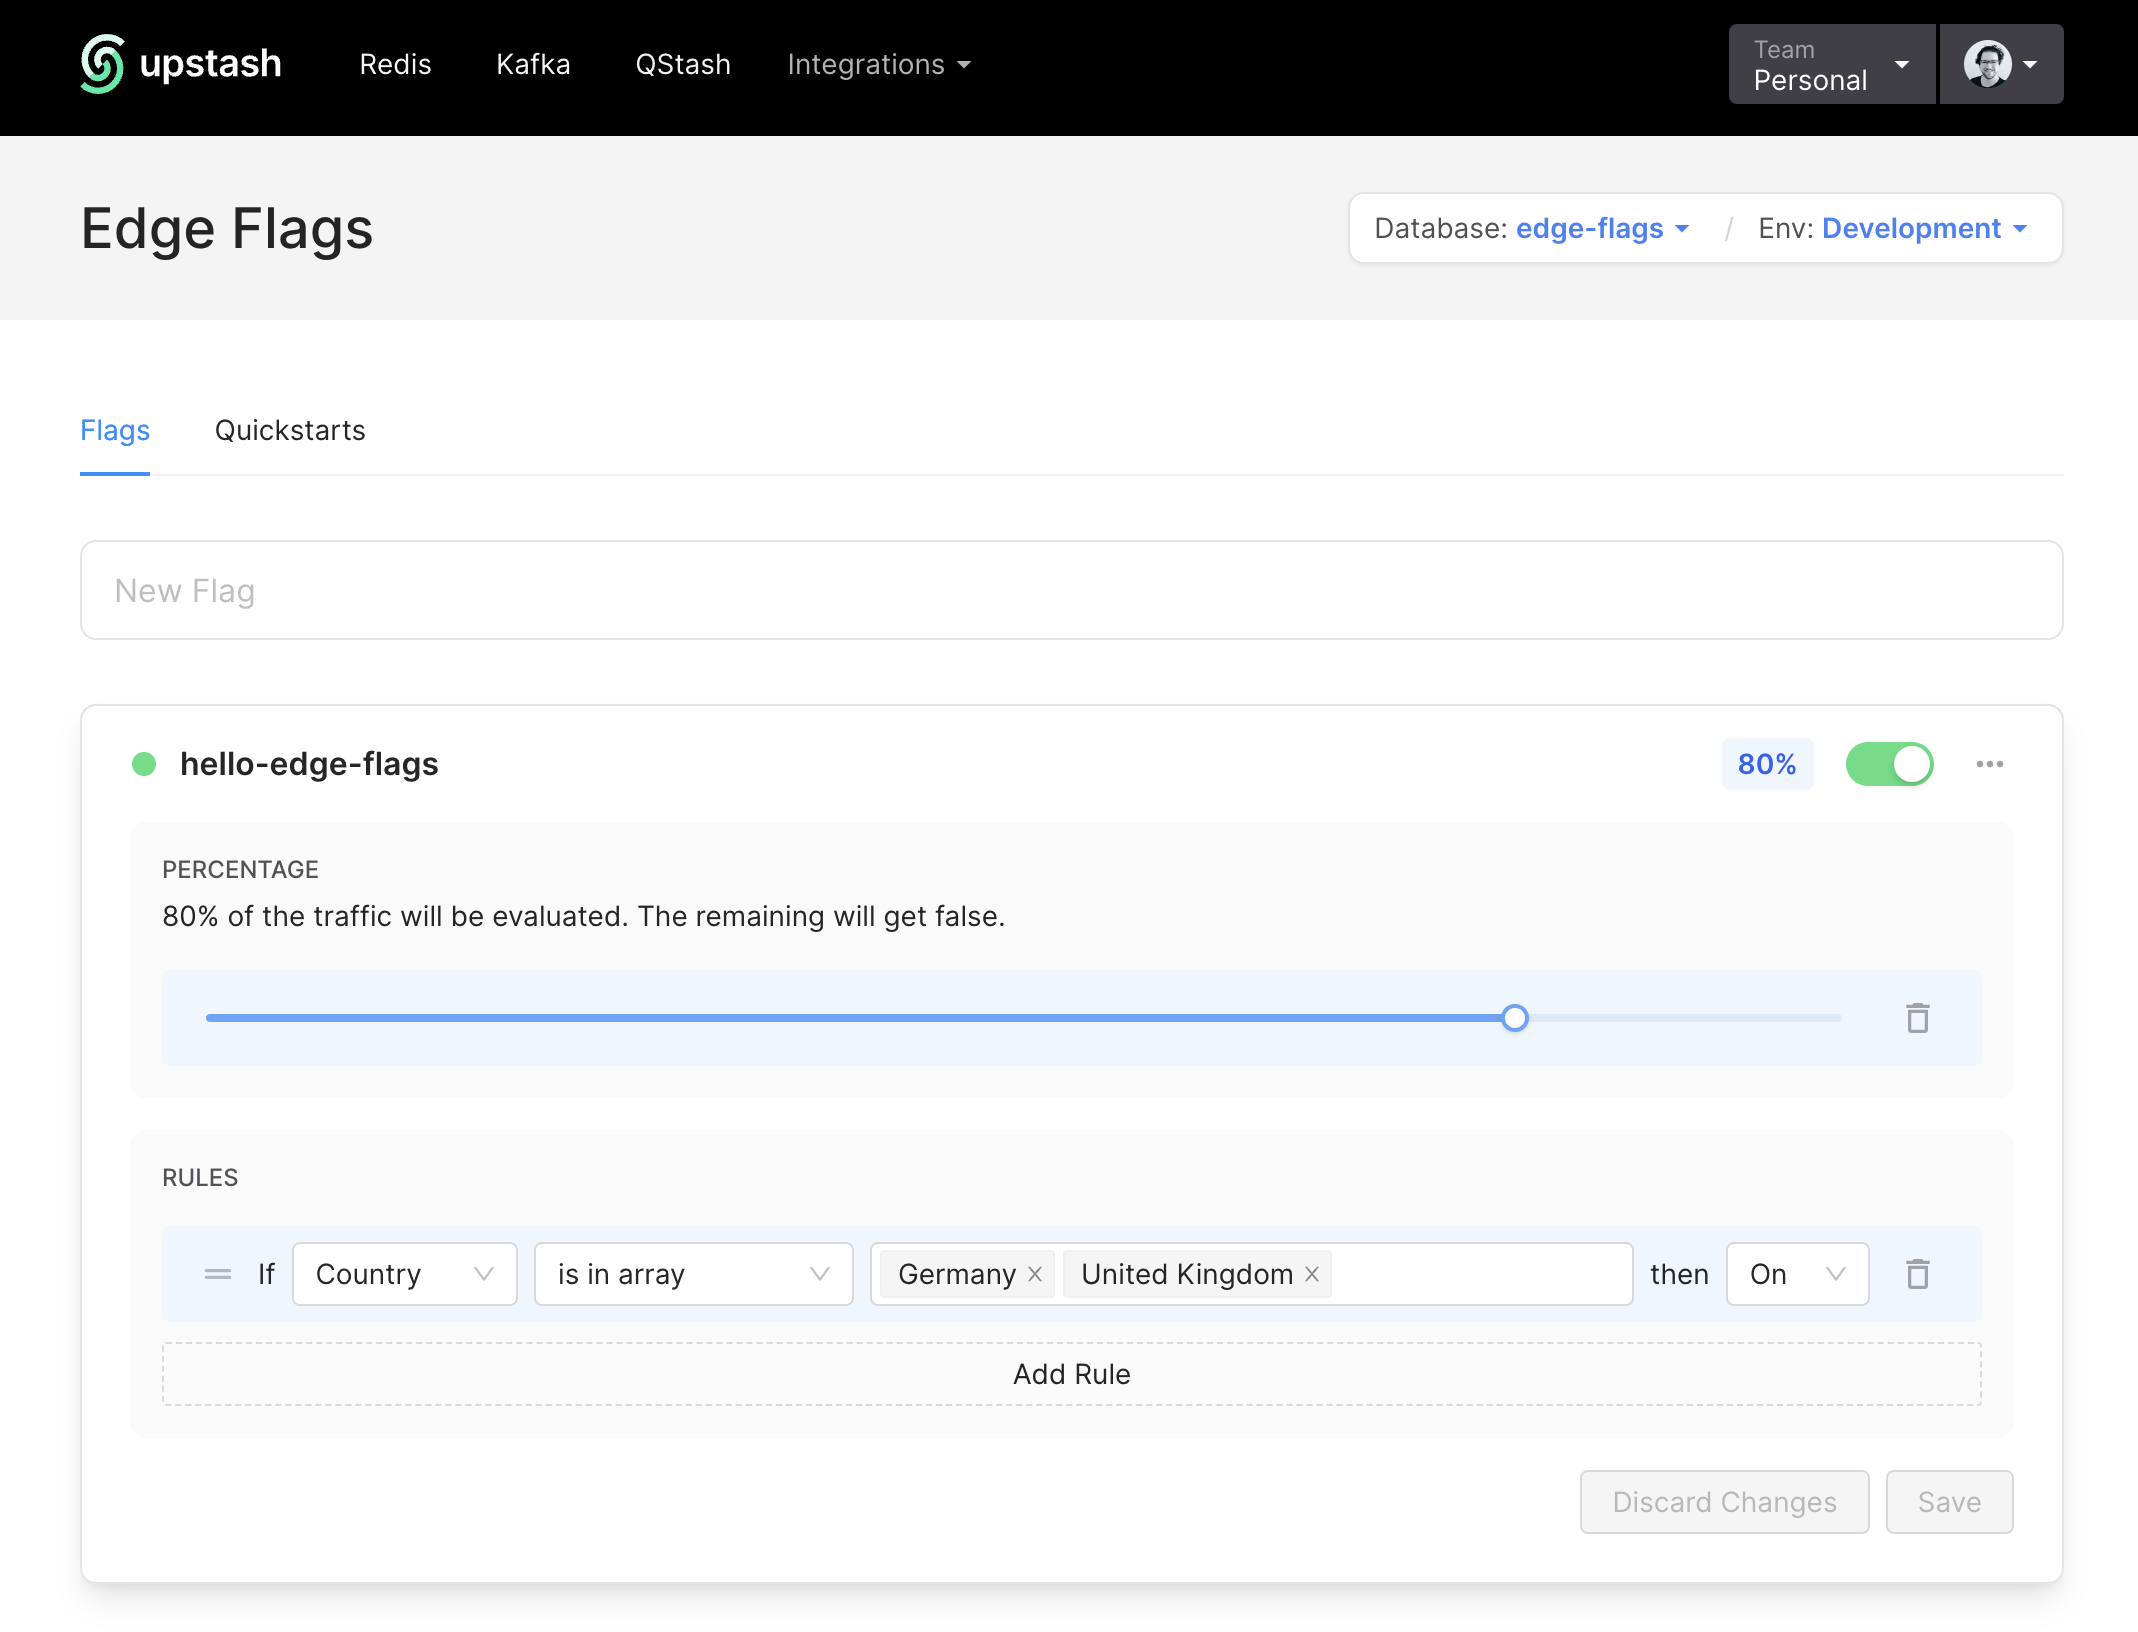 upstash Redis Kafka QStash Integrations Team
Personal
Edge Flags Database: edge-flags / Env: Development
Flags Quickstarts
New Flag
hello-edge-flags 80%
PERCENTAGE
80% of the traffic will be evaluated. The remaining will get false.
RULES
If Country is in array Germany United Kingdom then On
Add Rule
Discard Changes Save